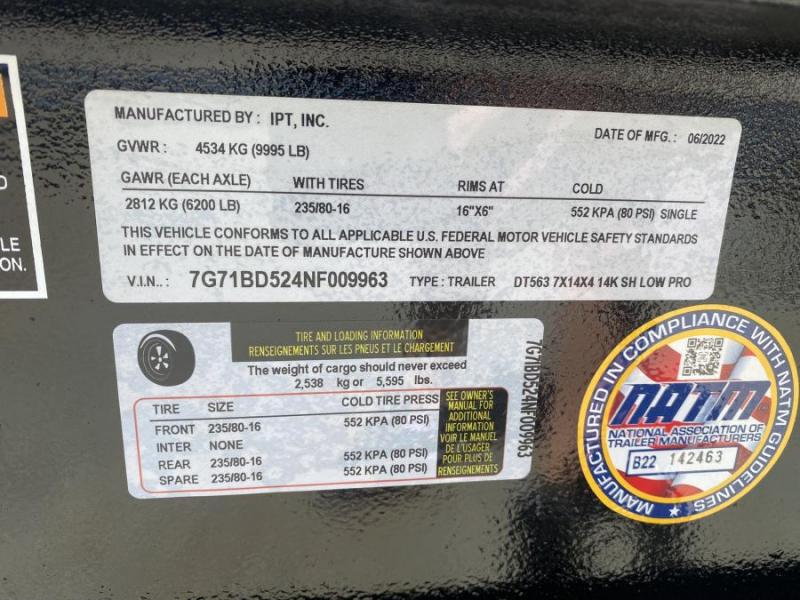 MANUFACTURED BY : IPT, INC.
DATE OF MFG. : 06/2022
GVWR : 4534 KG (9995 LB)
GAWR (EACH AXLE) WITH TIRES RIMS AT COLD
2812 KG (6200 LB) 235/80-16 16"X6" 552 KPA (80 PSI) SINGLE
THIS VEHICLE CONFORMS TO ALL APPLICABLE U.S. FEDERAL MOTOR VEHICLE SAFETY STANDARDS
IN EFFECT ON THE DATE OF MANUFACTURE SHOWN ABOVE
V.I.N.: 7G71BD524NF009963 TYPE : TRAILER DT563 7X14X4 14K SH LOW PRO
TIRE AND LOADING INFORMATION
RENSEIGNEMENTS SUR LES PNEUS ET LE CHARGEMENT
The weight of cargo should never exceed
2,538 kg or 5,595 lbs.
TIRE SIZE COLD TIRE PRESS
FRONT 235/80-16 552 KPA (80 PSI)
INTER NONE
REAR 235/80-16 552 KPA (80 PSI)
SPARE 235/80-16 552 KPA (80 PSI)
SEE OWNER'S
MANUAL FOR
ADDITIONAL
INFORMATION
VOIR LE MANUEL
DE L'USAGER
POUR PLUS DE
RENSEIGNEMENTS
7G71BD524NF009963
MANUFACTURED IN COMPLIANCE WITH NATM GUIDELINES
NATM
NATIONAL ASSOCIATION OF
TRAILER MANUFACTURERS
B22 142463
LE
ON.